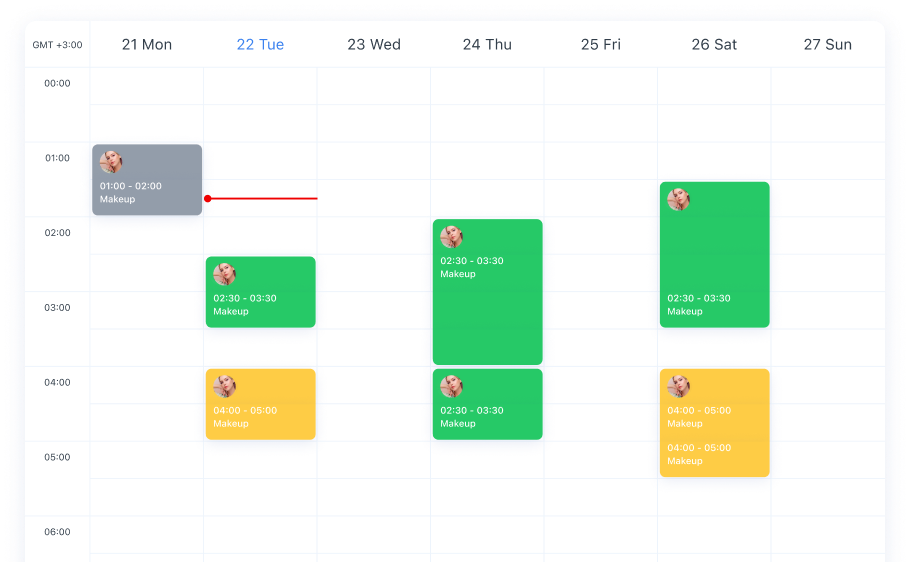 GMT +3:00
21 Mon
22 Tue
23 Wed
24 Thu
25 Fri
26 Sat
27 Sun
00:00
01:00
01:00 - 02:00
Makeup
02:00
02:30 - 03:30
Makeup
02:30 - 03:30
Makeup
02:30 - 03:30
Makeup
03:00
04:00
04:00 - 05:00
Makeup
02:30 - 03:30
Makeup
04:00 - 05:00
Makeup
04:00 - 05:00
Makeup
05:00
06:00